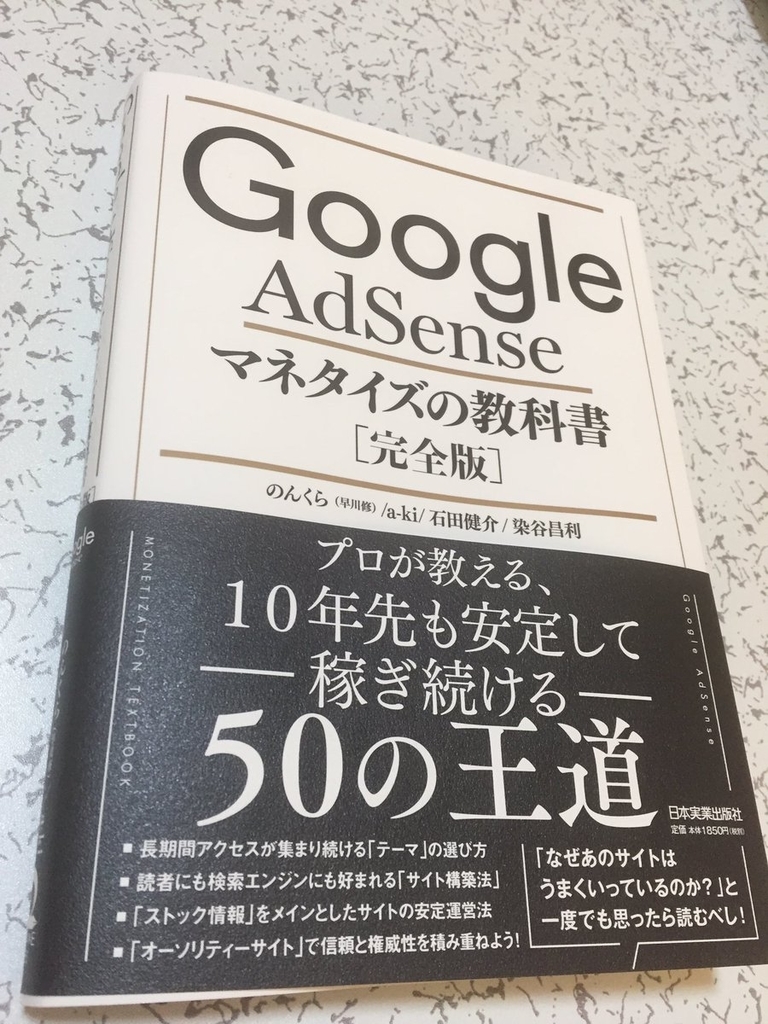 Google
AdSense
マネタイズの教科書
[完全版]
のんくら（早川修）/a-ki/石田健介/染谷昌利
プロが教える、
10年先も安定して
稼ぎ続ける
50の王道
MONETIZATION TEXTBOOK
Google AdSense
日本実業出版社
定価 本体1850円(税別)
■ 長期間アクセスが集まり続ける「テーマ」の選び方
■ 読者にも検索エンジンにも好まれる「サイト構築法」
■ 「ストック情報」をメインとしたサイトの安定運営法
■ 「オーソリティーサイト」で信頼と権威性を積み重ねよう!
「なぜあのサイトは
うまくいっているのか?」と
一度でも思ったら読むべし!